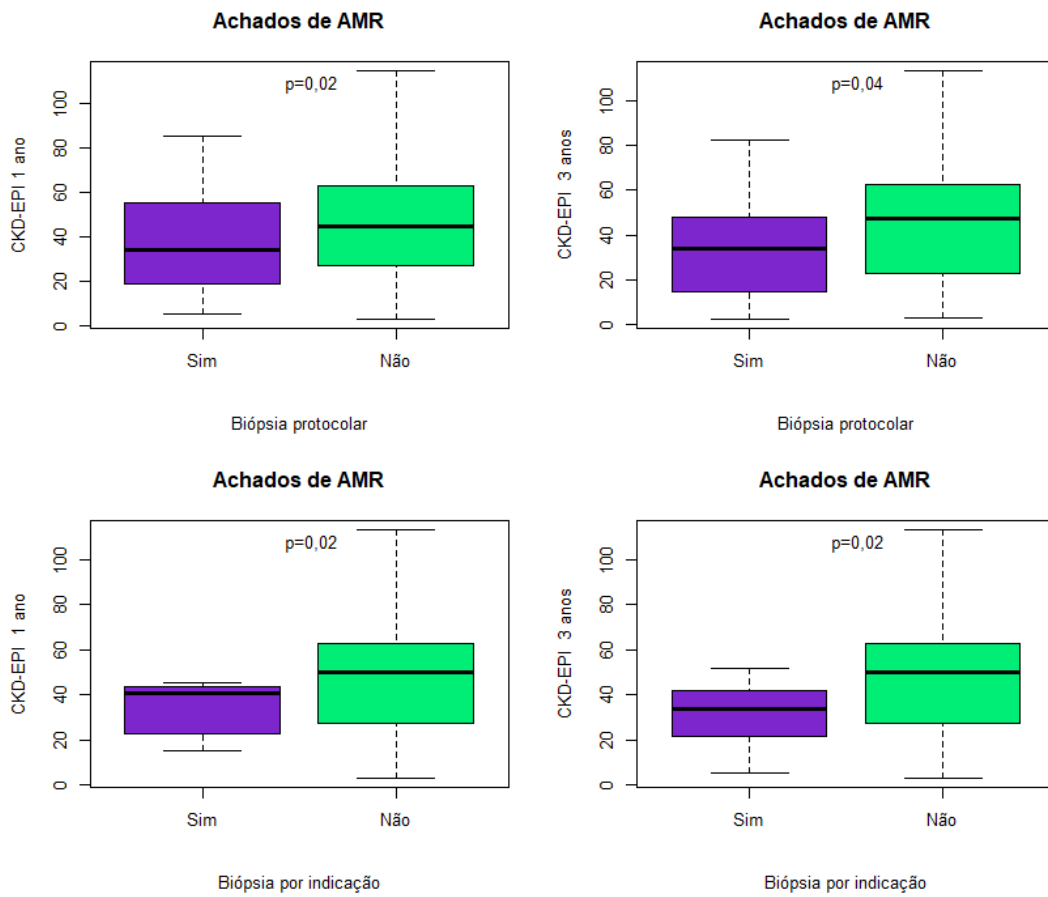 Achados de AMR
p=0,02
CKD-EPI 1 ano
0
20
40
60
80
100
Sim
Não
Biópsia protocolar
Achados de AMR
p=0,04
CKD-EPI  3 anos
0
20
40
60
80
100
Sim
Não
Biópsia protocolar
Achados de AMR
p=0,02
CKD-EPI  1 ano
0
20
40
60
80
100
Sim
Não
Biópsia por indicação
Achados de AMR
p=0,02
CKD-EPI  3 anos
0
20
40
60
80
100
Sim
Não
Biópsia por indicação